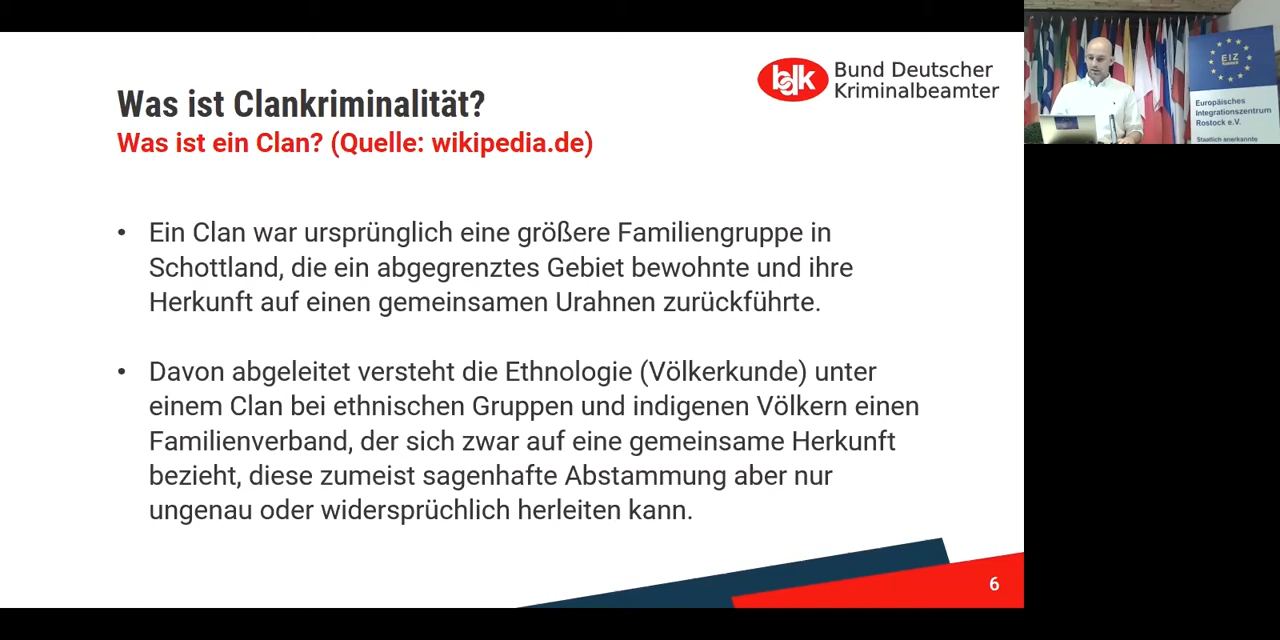 Was ist Clankriminalität?
Was ist ein Clan? (Quelle: wikipedia.de)
bdk Bund Deutscher
Kriminalbeamter
• Ein Clan war ursprünglich eine größere Familiengruppe in
Schottland, die ein abgegrenztes Gebiet bewohnte und ihre
Herkunft auf einen gemeinsamen Urahnen zurückführte.
• Davon abgeleitet versteht die Ethnologie (Völkerkunde) unter
einem Clan bei ethnischen Gruppen und indigenen Völkern einen
Familienverband, der sich zwar auf eine gemeinsame Herkunft
bezieht, diese zumeist sagenhafte Abstammung aber nur
ungenau oder widersprüchlich herleiten kann.
6
EIZ
Europäisches
Integrationszentrum
Rostock e.V.
Staatlich anerkannte